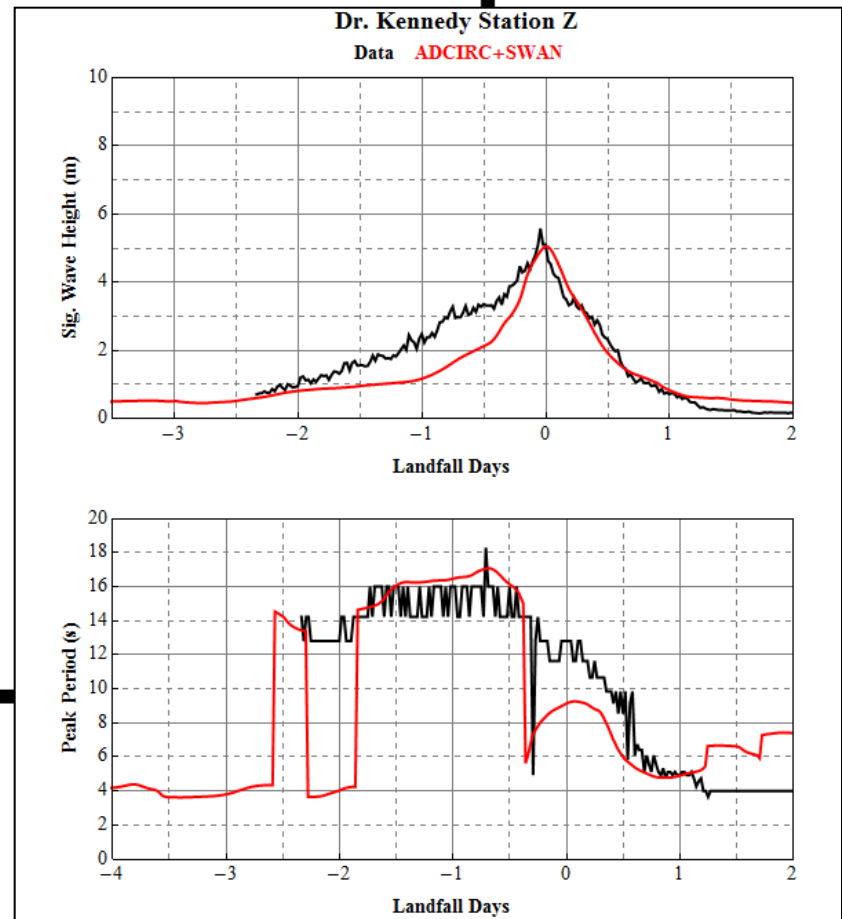 Dr. Kennedy Station Z
Data ADCIRC+SWAN
Sig. Wave Height (m)
10
8
6
4
2
0
−3 −2 −1 0 1 2
Landfall Days
Peak Period (s)
20
18
16
14
12
10
8
6
4
2
0
−4 −3 −2 −1 0 1 2
Landfall Days